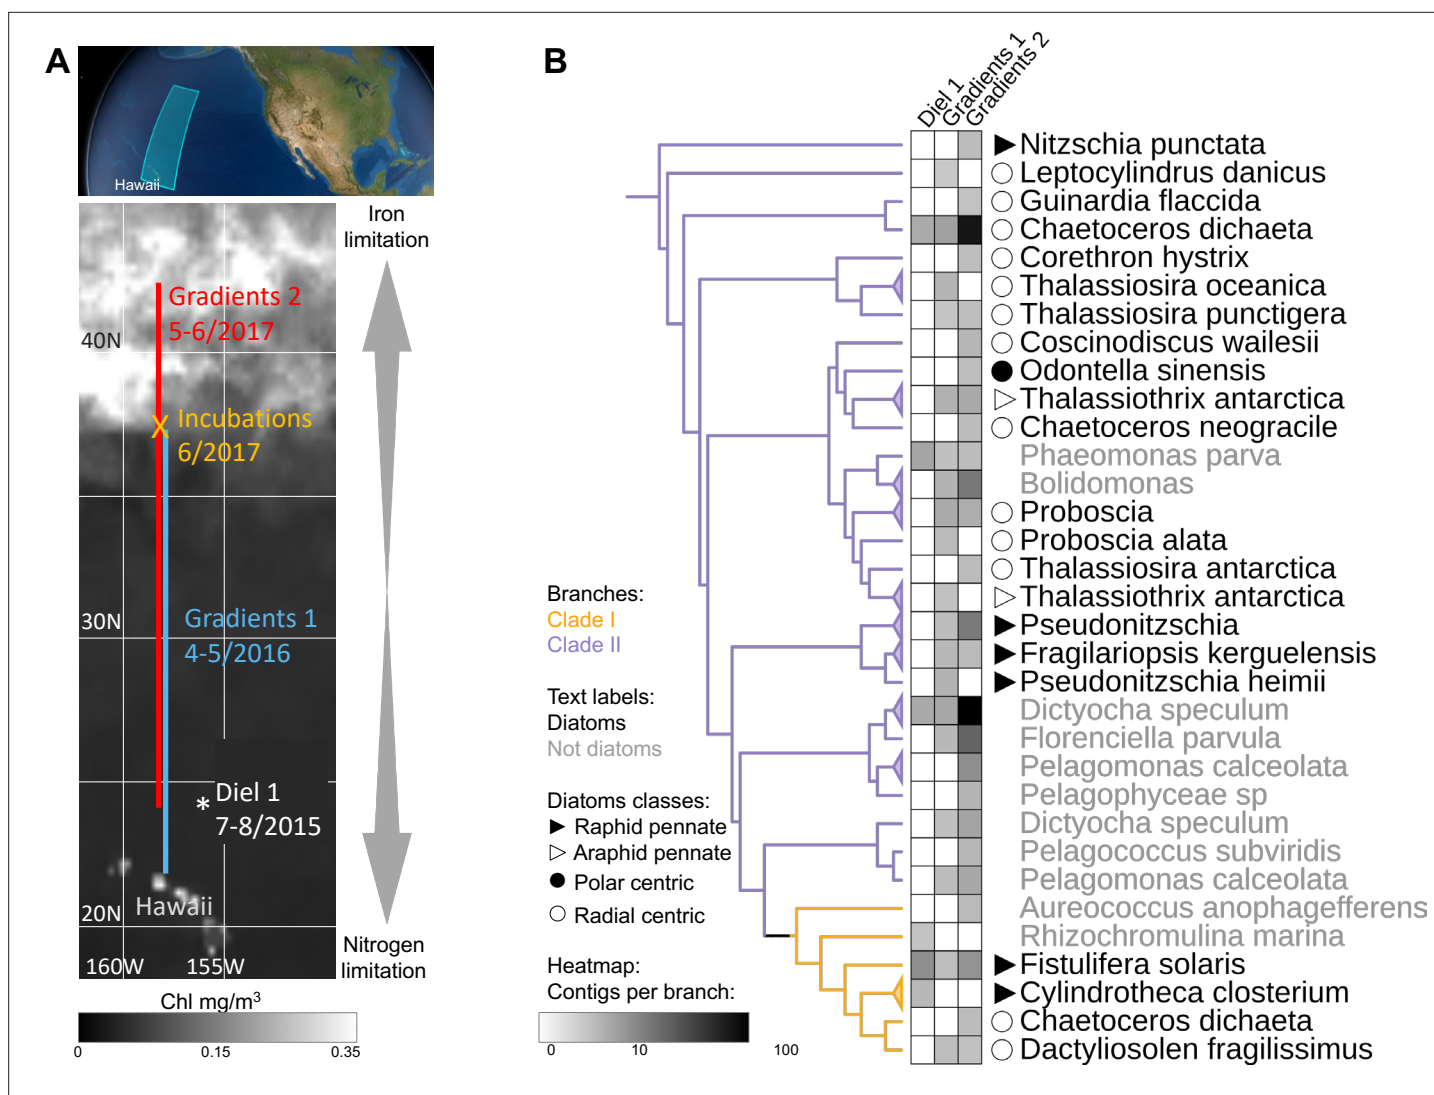 A
Hawaii
Iron
limitation
Gradients 2
5-6/2017
40N
Incubations
X
6/2017
30N
Gradients 1
4-5/2016
* Diel 1
7-8/2015
Hawaii
20N
160W
155W
Nitrogen
limitation
Chl mg/m³
0
0.15
0.35
B
Diel 1
Gradients 1
Gradients 2
Nitzschia punctata
Leptocylindrus danicus
Guinardia flaccida
Chaetoceros dichaeta
Corethron hystrix
Thalassiosira oceanica
Thalassiosira punctigera
Coscinodiscus wailesii
Odontella sinensis
Thalassiothrix antarctica
Chaetoceros neogracile
Phaeomonas parva
Bolidomonas
Proboscia
Proboscia alata
Thalassiosira antarctica
Thalassiothrix antarctica
Pseudonitzschia
Fragilariopsis kerguelensis
Pseudonitzschia heimii
Dictyocha speculum
Florenciella parvula
Pelagomonas calceolata
Pelagophyceae sp
Dictyocha speculum
Pelagococcus subviridis
Pelagomonas calceolata
Aureococcus anophagefferens
Rhizochromulina marina
Fistulifera solaris
Cylindrotheca closterium
Chaetoceros dichaeta
Dactyliosolen fragilissimus
Branches:
Clade I
Clade II
Text labels:
Diatoms
Not diatoms
Diatoms classes:
Raphid pennate
Araphid pennate
Polar centric
Radial centric
Heatmap:
Contigs per branch:
0
10
100